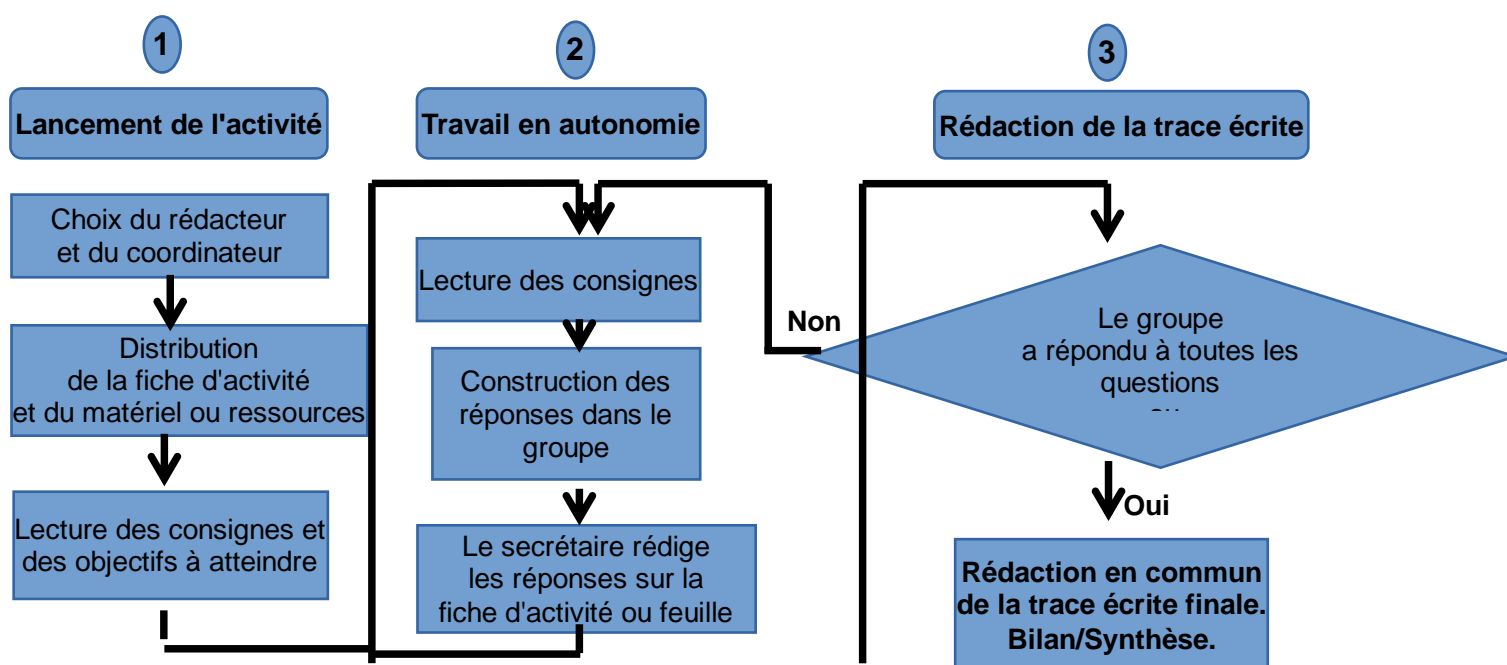 1
Lancement de l'activité
Choix du rédacteur
et du coordinateur
Distribution
de la fiche d'activité
et du matériel ou ressources
Lecture des consignes et
des objectifs à atteindre
2
Travail en autonomie
Lecture des consignes
Construction des
réponses dans le
groupe
Le secrétaire rédige
les réponses sur la
fiche d'activité ou feuille
3
Rédaction de la trace écrite
Le groupe
a répondu à toutes les
questions
Non
Oui
Rédaction en commun
de la trace écrite finale.
Bilan/Synthèse.